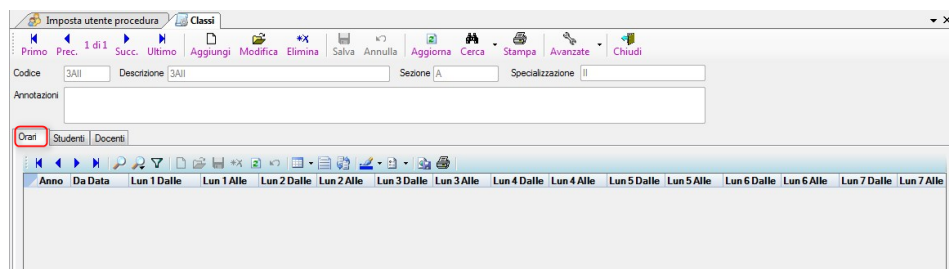 Imposta utente procedura Classi
Primo Prec. 1 di 1 Succ. Ultimo Aggiungi Modifica Elimina Salva Annulla Aggiorna Cerca Stampa Avanzate Chiudi
Codice 3AII Descrizione 3AII Sezione A Specializzazione II
Annotazioni
Orari Studenti Docenti
Anno Da Data Lun 1 Dalle Lun 1 Alle Lun 2 Dalle Lun 2 Alle Lun 3 Dalle Lun 3 Alle Lun 4 Dalle Lun 4 Alle Lun 5 Dalle Lun 5 Alle Lun 6 Dalle Lun 6 Alle Lun 7 Dalle Lun 7 Alle